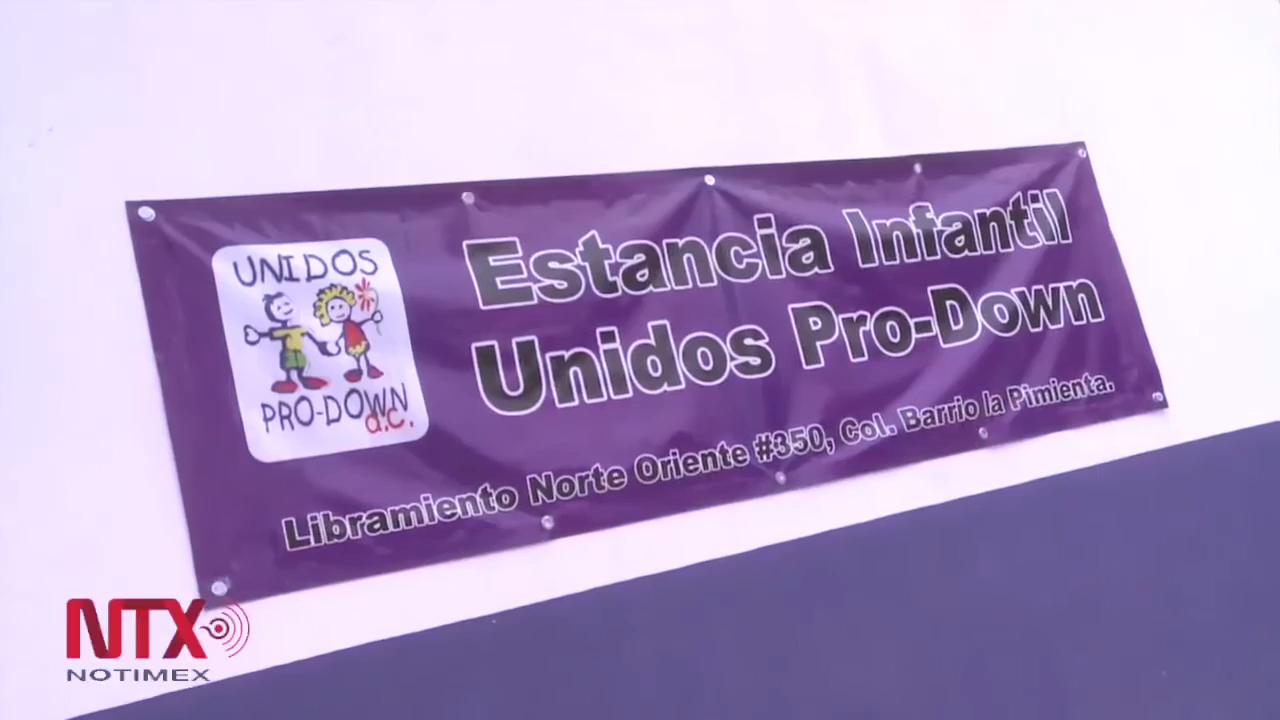 UNIDOS
PRO-DOWN
a.c.
Estancia Infantil
Unidos Pro-Down
Libramiento Norte Oriente #350, Col. Barrio la Pimienta.
NTX
NOTIMEX